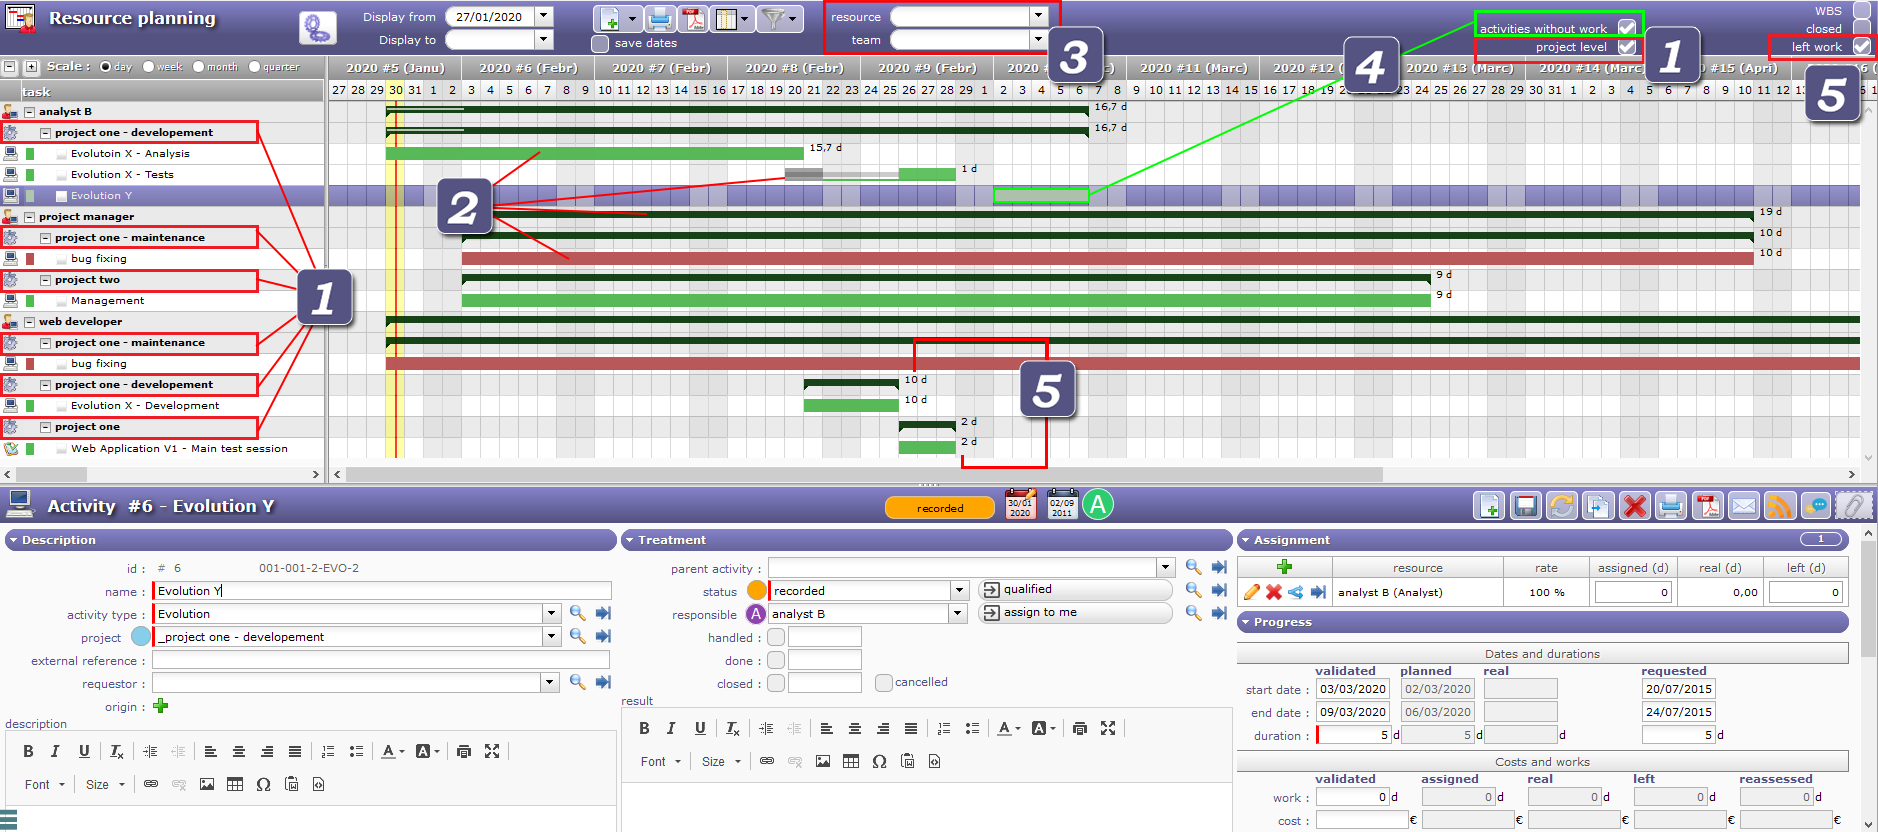 Resource planning
Display from 27/01/2020
Display to
save dates
resource
team
3
4
activities without work
project level
1
WBS
closed
left work
5
Scale : day week month quarter
2020 #5 (Janu) 2020 #6 (Febr) 2020 #7 (Febr) 2020 #8 (Febr) 2020 #9 (Febr) 2020 # 2020 #11 (Marc) 2020 #12 ( #13 (Marc) 2020 #14 (Marc) #15 (Apri)
27 28 29 30 31 1 2 3 4 5 6 7 8 9 10 11 12 13 14 15 16 17 18 19 20 21 22 23 24 25 26 27 28 29 1 2 3 4 5 6 7 8 9 10 11 12 13 14 15 16 17 18 19 20 21 22 23 24 25 26 27 28 29 30 31 1 2 3 4 5 6 7 8 9 10 11 12 13
task
analyst B 16,7 d
project one - developement 16,7 d
Evolutoin X - Analysis 15,7 d
Evolution X - Tests 1 d
Evolution Y
2
project manager 19 d
project one - maintenance 10 d
bug fixing 10 d
project two 9 d
Management 9 d
1
web developer
project one - maintenance
bug fixing
project one - developement 10 d
5
Evolution X - Development 10 d
project one 2 d
Web Application V1 - Main test session 2 d
Activity #6 - Evolution Y
recorded
30/01 2020
02/09 2011
A
Description
id : # 6 001-001-2-EVO-2
name : Evolution Y
activity type : Evolution
project _project one - developement
external reference :
requestor :
origin :
description
B I U Tx A A
Font Size
Treatment
parent activity :
status recorded qualified
responsible A analyst B assign to me
handled :
done :
closed : cancelled
result
B I U Tx A A
Font Size
Assignment 1
resource rate assigned (d) real (d) left (d)
analyst B (Analyst) 100 % 0 0,00 0
Progress
Dates and durations
validated planned real requested
start date : 03/03/2020 02/03/2020 20/07/2015
end date : 09/03/2020 06/03/2020 24/07/2015
duration : 5 d 5 d d 5 d
Costs and works
validated assigned real left reassessed
work : 0 d 0 d 0 d 0 d 0 d
cost : € € € € €